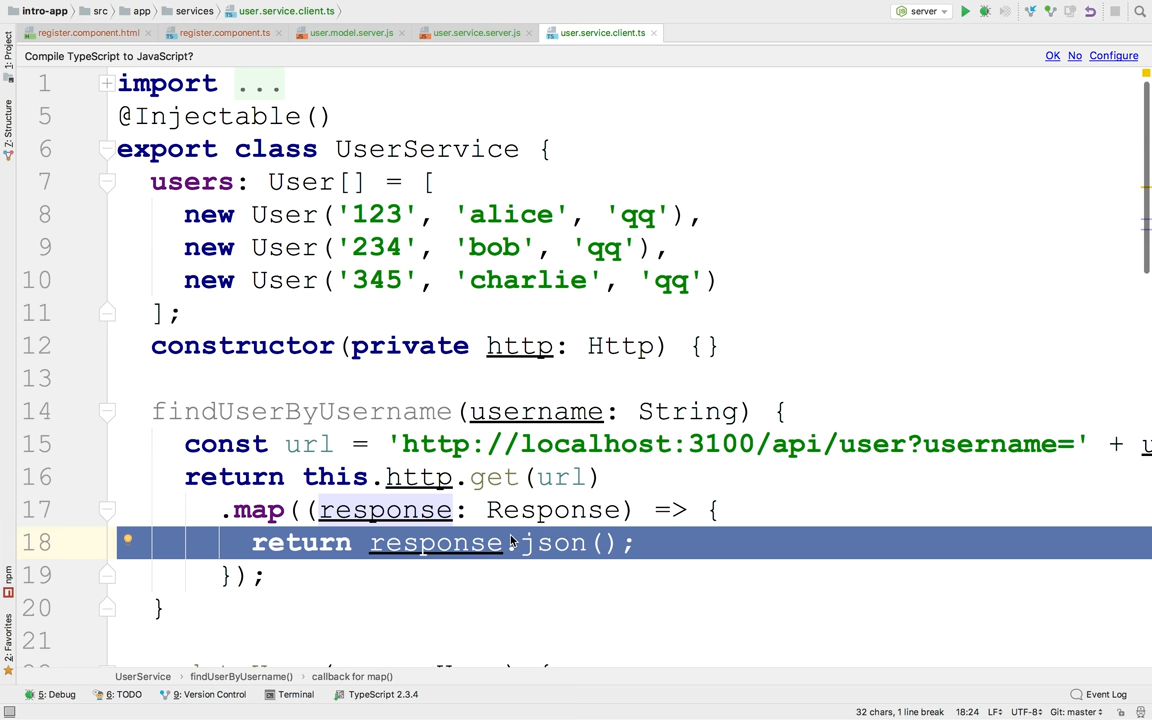 intro-app src app services user.service.client.ts server
register.component.html register.component.ts user.model.server.js user.service.server.js user.service.client.ts
Compile TypeScript to JavaScript? OK No Configure
1: Project
Z: Structure
npm
2: Favorites
1 import ...
5 @Injectable()
6 export class UserService {
7 users: User[] = [
8 new User('123', 'alice', 'qq'),
9 new User('234', 'bob', 'qq'),
10 new User('345', 'charlie', 'qq')
11 ];
12 constructor(private http: Http) {}
13
14 findUserByUsername(username: String) {
15 const url = 'http://localhost:3100/api/user?username=' + u
16 return this.http.get(url)
17 .map((response: Response) => {
18 return response.json();
19 });
20 }
21
UserService findUserByUsername() callback for map()
5: Debug 6: TODO 9: Version Control Terminal TypeScript 2.3.4 Event Log
32 chars, 1 line break 18:24 LF UTF-8 Git: master